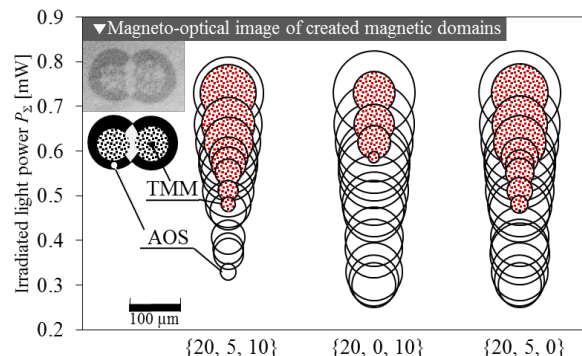 ▼Magneto-optical image of created magnetic domains
Irradiated light power P_Σ [mW]
0.9
0.8
0.7
0.6
0.5
0.4
0.3
0.2
TMM
AOS
100 µm
{20, 5, 10}
{20, 0, 10}
{20, 5, 0}